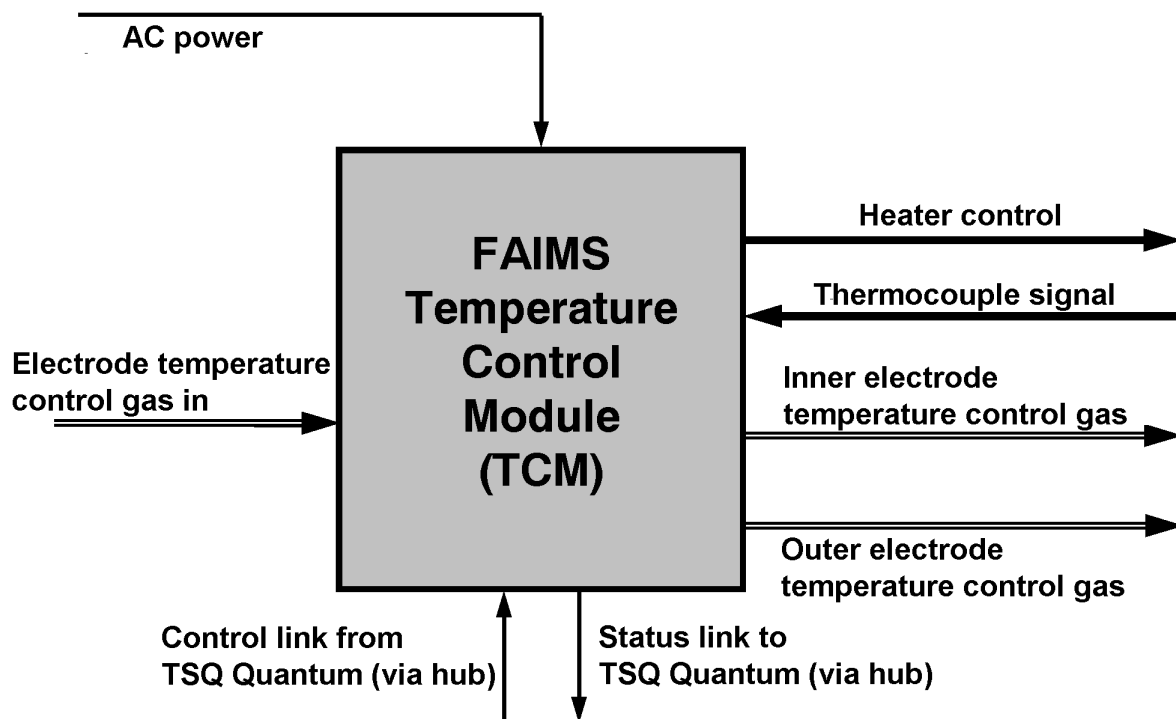 AC power
FAIMS
Temperature
Control
Module
(TCM)
Heater control
Thermocouple signal
Electrode temperature
control gas in
Inner electrode
temperature control gas
Outer electrode
temperature control gas
Control link from
TSQ Quantum (via hub)
Status link to
TSQ Quantum (via hub)